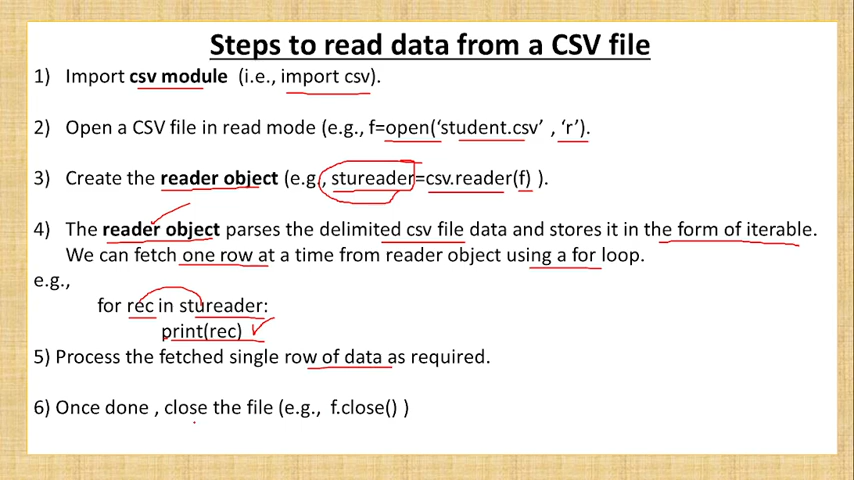 Steps to read data from a CSV file
1) Import csv module (i.e., import csv).
2) Open a CSV file in read mode (e.g., f=open(‘student.csv’ , ‘r’).
3) Create the reader object (e.g., stureader=csv.reader(f) ).
4) The reader object parses the delimited csv file data and stores it in the form of iterable.
We can fetch one row at a time from reader object using a for loop.
e.g.,
for rec in stureader:
print(rec)
5) Process the fetched single row of data as required.
6) Once done , close the file (e.g., f.close() )